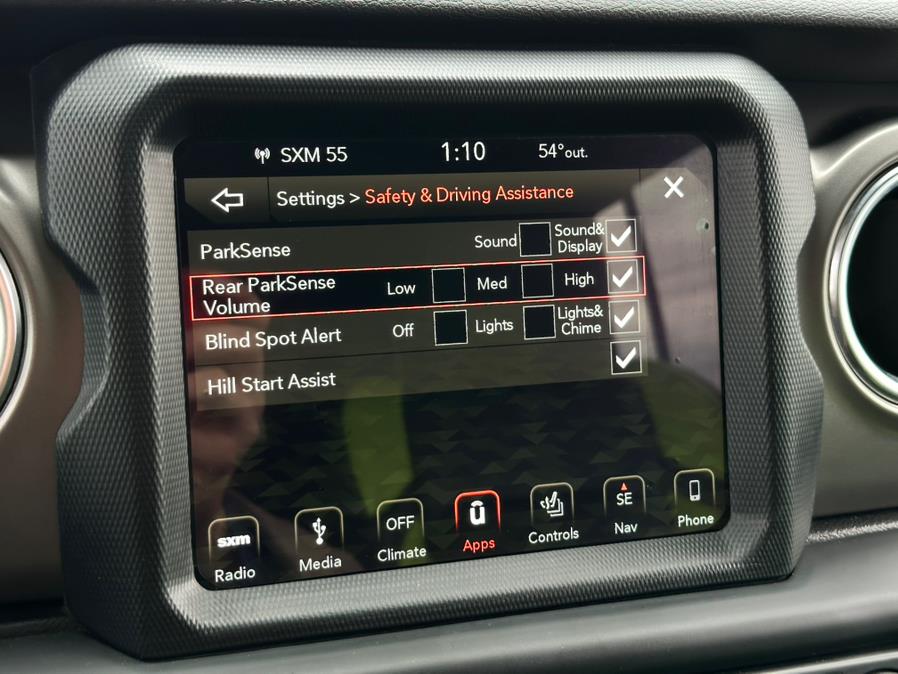 SXM 55 1:10 54°out.
Settings > Safety & Driving Assistance
ParkSense Sound Sound& Display
Rear ParkSense Volume Low Med High
Blind Spot Alert Off Lights Lights& Chime
Hill Start Assist
sxm OFF û SE
Radio Media Climate Apps Controls Nav Phone